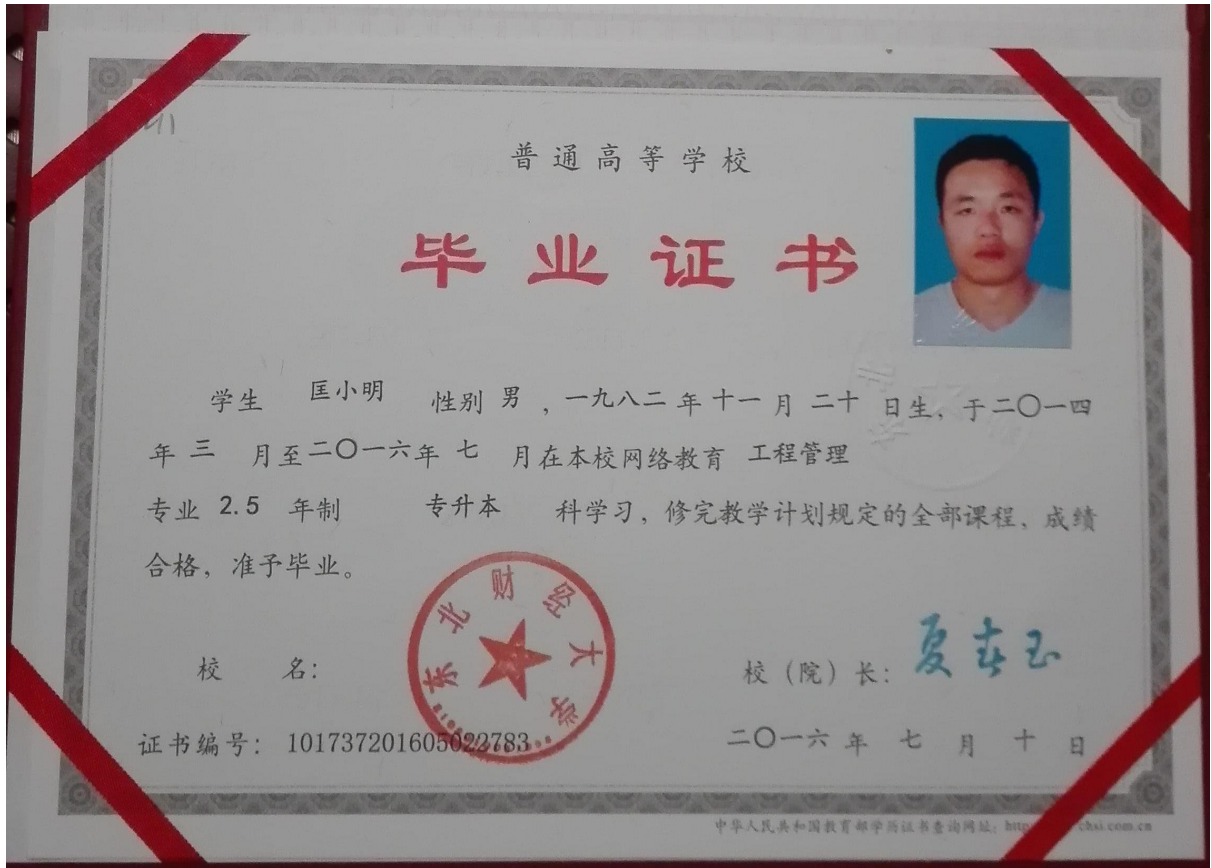 普通高等学校
毕业证书
学生 匡小明 性别 男 ，一九八二 年 十一 月 二十 日生，于二〇一四
年 三 月至二〇一六年 七 月在本校网络教育 工程管理
专业 2.5 年制 专升本 科学习，修完教学计划规定的全部课程，成绩
合格，准予毕业。
东北财经大学
校 名： 校（院）长： 夏春玉
证书编号： 101737201605022783 二〇一六 年 七 月 十 日
中华人民共和国教育部学历证书查询网址：http chsi.com.cn